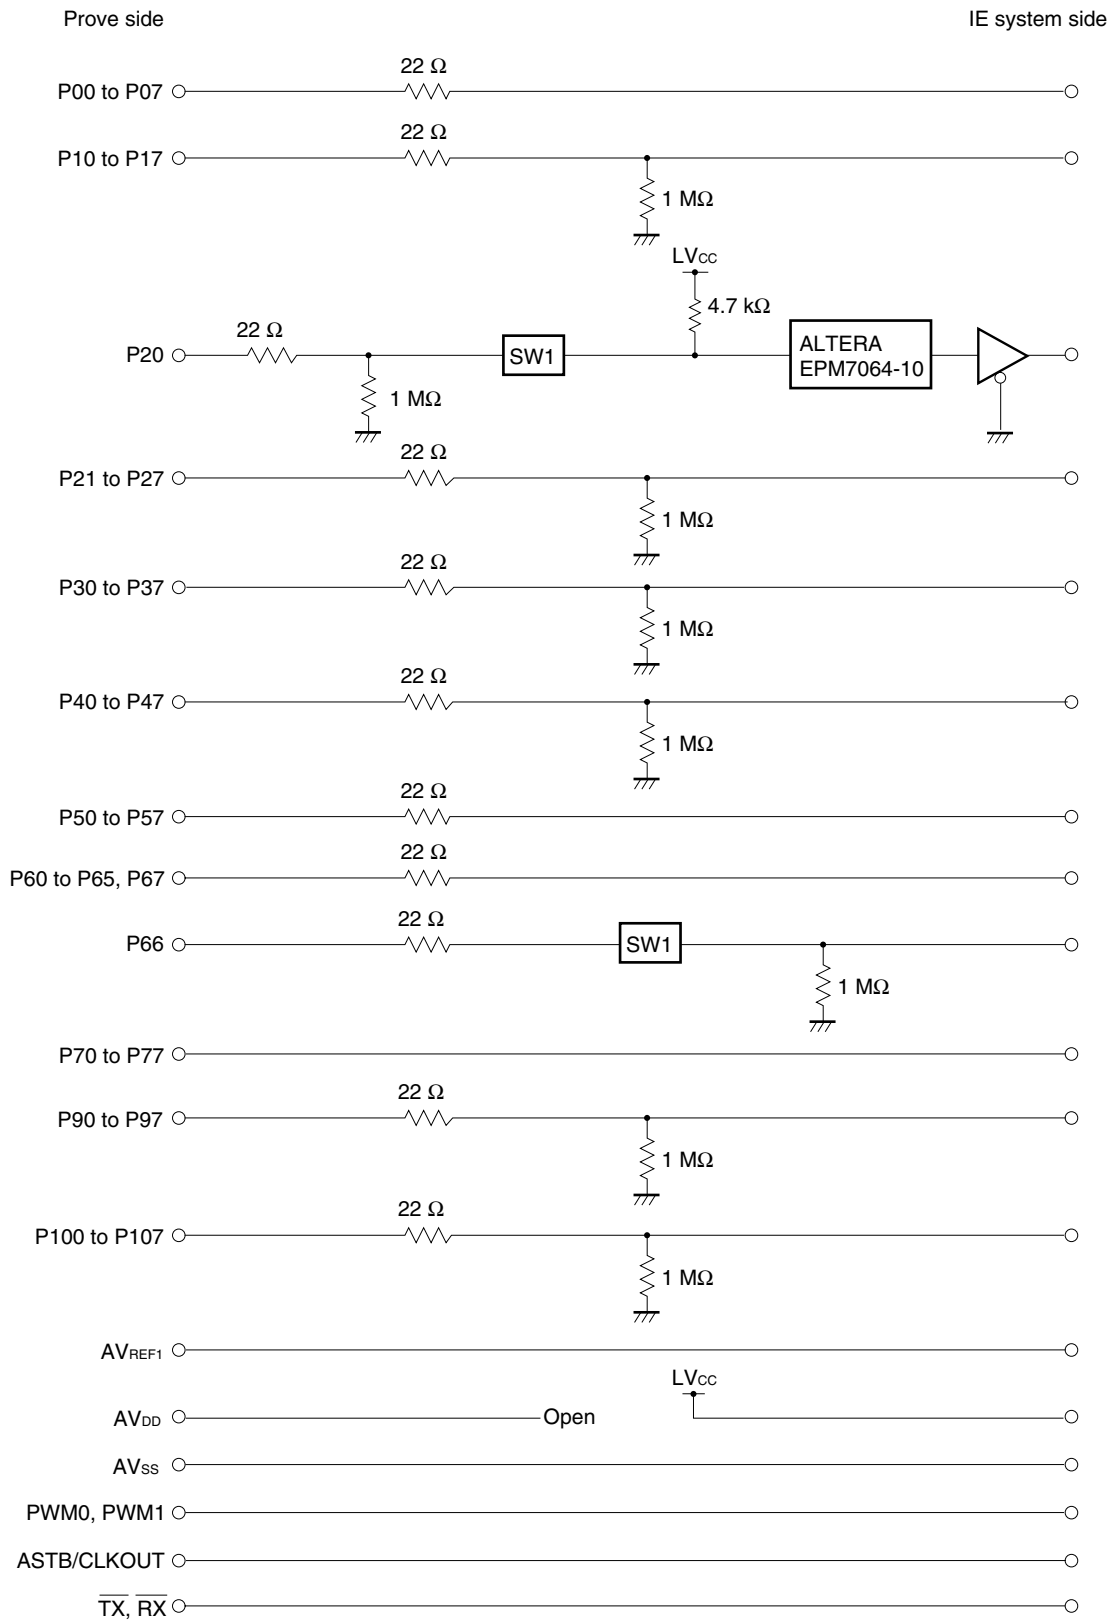 Prove side
IE system side
22 Ω
P00 to P07
22 Ω
P10 to P17
1 MΩ
LVCC
4.7 kΩ
22 Ω
P20
SW1
ALTERA
EPM7064-10
1 MΩ
22 Ω
P21 to P27
1 MΩ
22 Ω
P30 to P37
1 MΩ
22 Ω
P40 to P47
1 MΩ
22 Ω
P50 to P57
22 Ω
P60 to P65, P67
22 Ω
P66
SW1
1 MΩ
P70 to P77
22 Ω
P90 to P97
1 MΩ
22 Ω
P100 to P107
1 MΩ
AVREF1
LVCC
AVDD
Open
AVSS
PWM0, PWM1
ASTB/CLKOUT
T̅X̅, R̅X̅